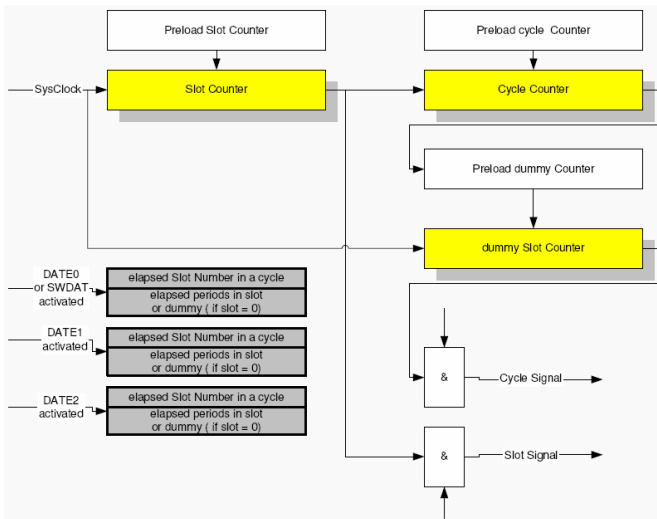 Preload Slot Counter
Preload cycle Counter
SysClock
Slot Counter
Cycle Counter
Preload dummy Counter
dummy Slot Counter
DATE0
or SWDAT
activated
elapsed Slot Number in a cycle
elapsed periods in slot
or dummy ( if slot = 0)
DATE1
activated
elapsed Slot Number in a cycle
elapsed periods in slot
or dummy ( if slot = 0)
&
Cycle Signal
DATE2
activated
elapsed Slot Number in a cycle
elapsed periods in slot
or dummy ( if slot = 0)
&
Slot Signal